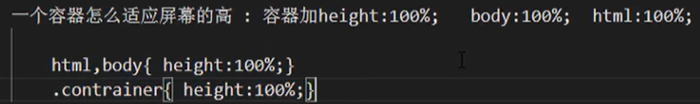 一个容器怎么适应屏幕的高 : 容器加height:100%; body:100%; html:100%;
html,body{ height:100%;}
.contrainer{ height:100%;}